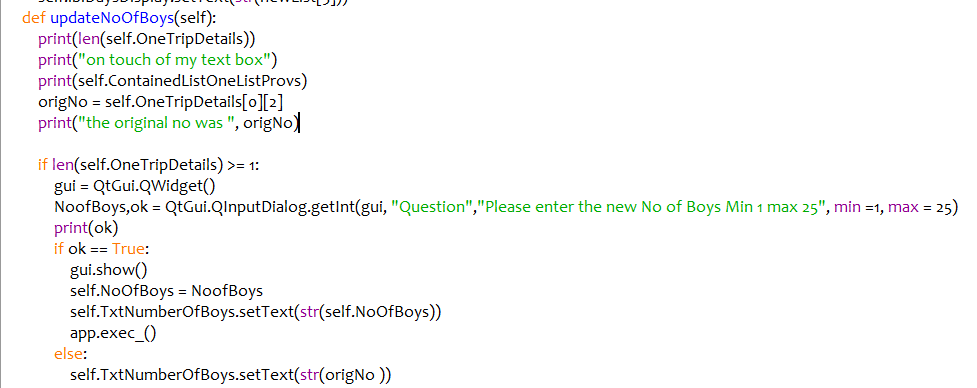 def updateNoOfBoys(self):
print(len(self.OneTripDetails))
print("on touch of my text box")
print(self.ContainedListOneListProvs)
origNo = self.OneTripDetails[0][2]
print("the original no was ", origNo)
if len(self.OneTripDetails) >= 1:
gui = QtGui.QWidget()
NoofBoys,ok = QtGui.QInputDialog.getInt(gui, "Question","Please enter the new No of Boys Min 1 max 25", min =1, max = 25)
print(ok)
if ok == True:
gui.show()
self.NoOfBoys = NoofBoys
self.TxtNumberOfBoys.setText(str(self.NoOfBoys))
app.exec_()
else:
self.TxtNumberOfBoys.setText(str(origNo ))